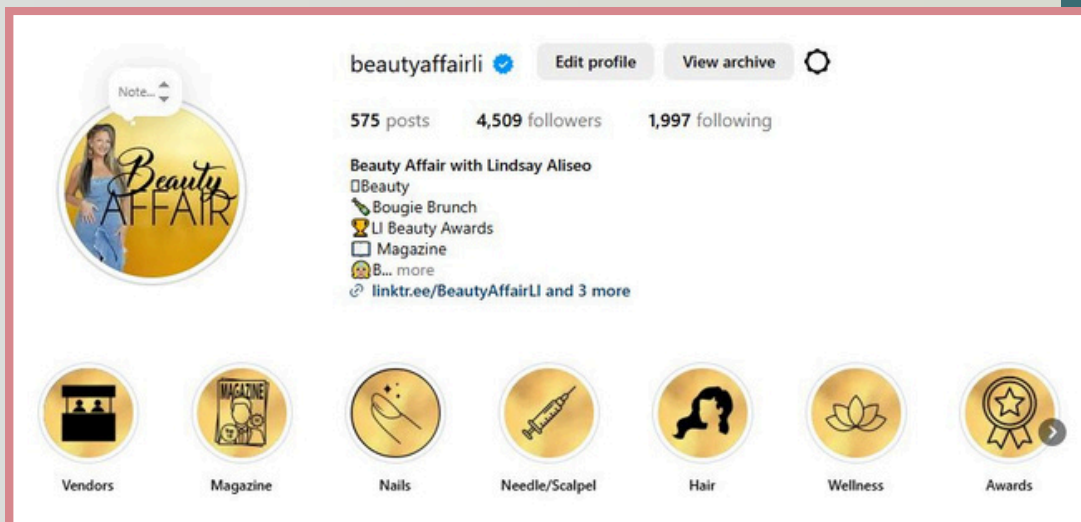 beautyaffairli Edit profile View archive
Note...
575 posts 4,509 followers 1,997 following
Beauty AFFAIR
Beauty Affair with Lindsay Aliseo
Beauty
Bougie Brunch
LI Beauty Awards
Magazine
B... more
linktr.ee/BeautyAffairLI and 3 more
MAGAZINE
Vendors Magazine Nails Needle/Scalpel Hair Wellness Awards